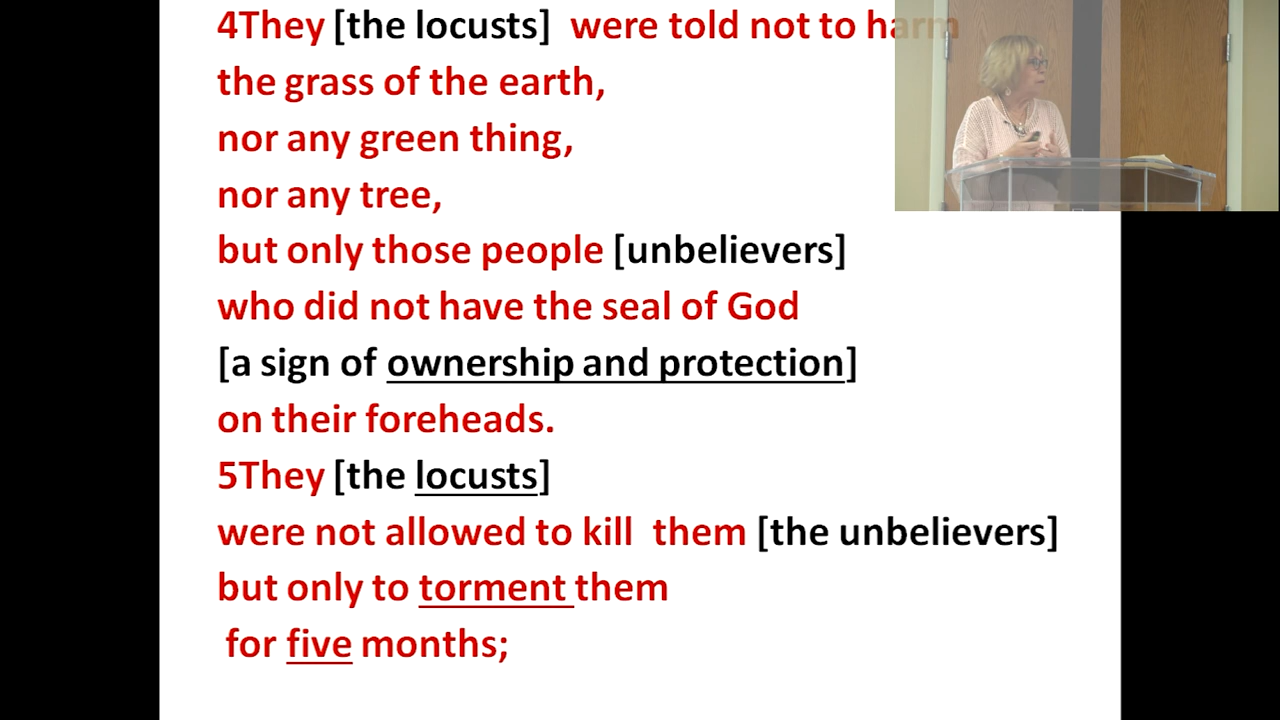 4They [the locusts] were told not to harm
the grass of the earth,
nor any green thing,
nor any tree,
but only those people [unbelievers]
who did not have the seal of God
[a sign of ownership and protection]
on their foreheads.
5They [the locusts]
were not allowed to kill them [the unbelievers]
but only to torment them
for five months;